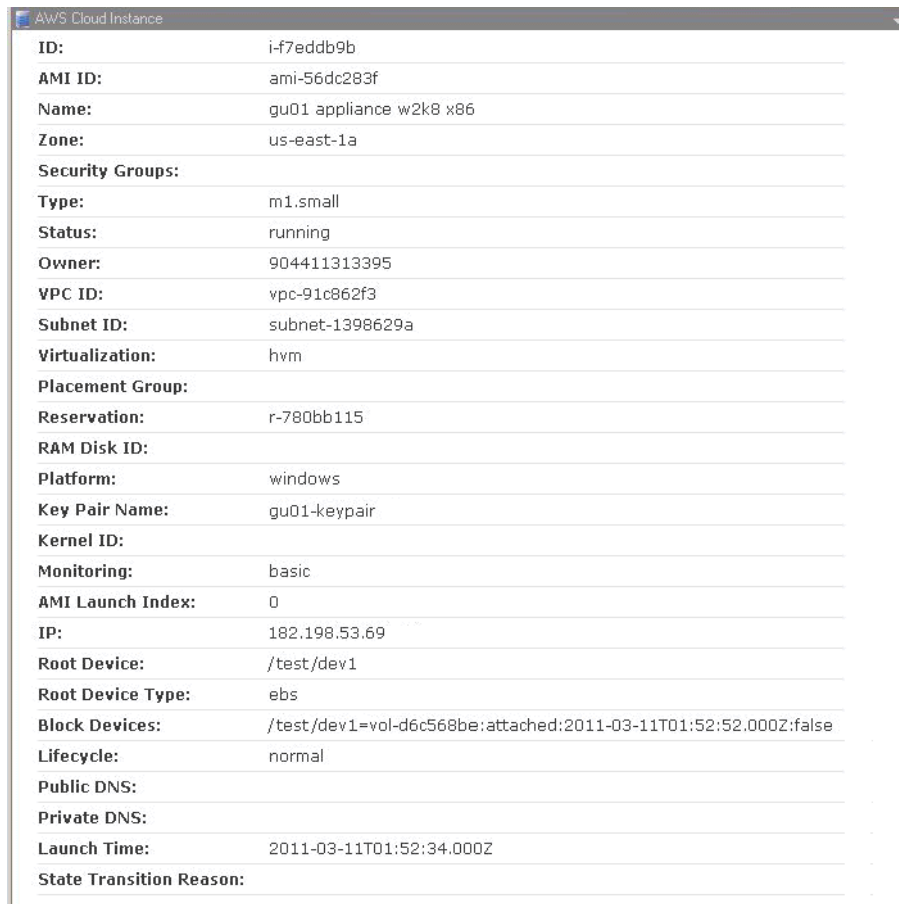 AWS Cloud Instance
ID: i-f7eddb9b
AMI ID: ami-56dc283f
Name: gu01 appliance w2k8 x86
Zone: us-east-1a
Security Groups:
Type: m1.small
Status: running
Owner: 904411313395
VPC ID: vpc-91c862f3
Subnet ID: subnet-1398629a
Virtualization: hvm
Placement Group:
Reservation: r-780bb115
RAM Disk ID:
Platform: windows
Key Pair Name: gu01-keypair
Kernel ID:
Monitoring: basic
AMI Launch Index: 0
IP: 182.198.53.69
Root Device: /test/dev1
Root Device Type: ebs
Block Devices: /test/dev1=vol-d6c568be:attached:2011-03-11T01:52:52.000Z:false
Lifecycle: normal
Public DNS:
Private DNS:
Launch Time: 2011-03-11T01:52:34.000Z
State Transition Reason: